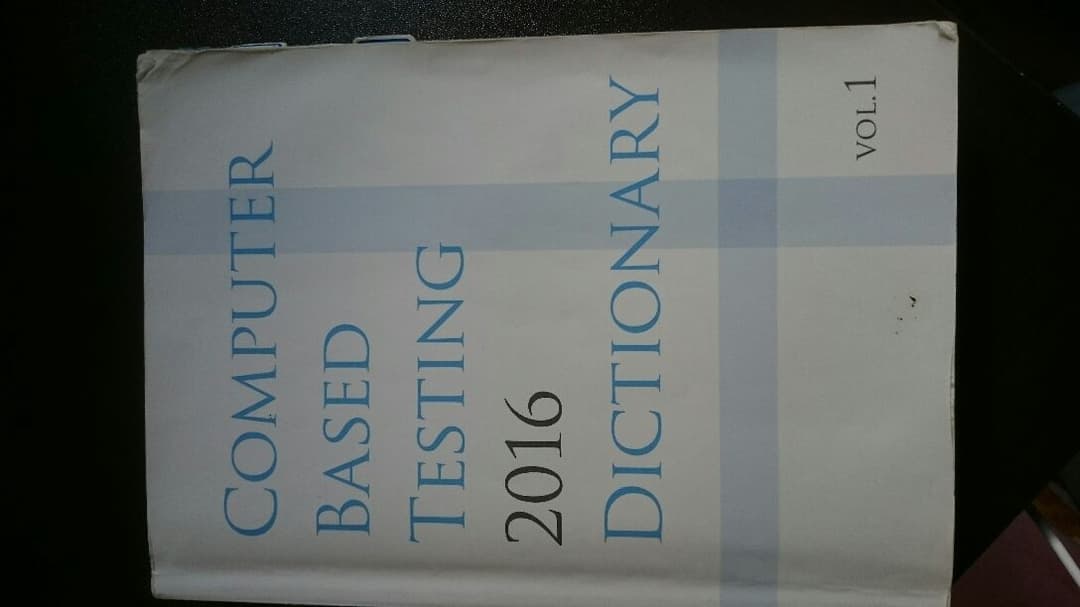 COMPUTER
BASED
TESTING
2016
DICTIONARY
VOL.1